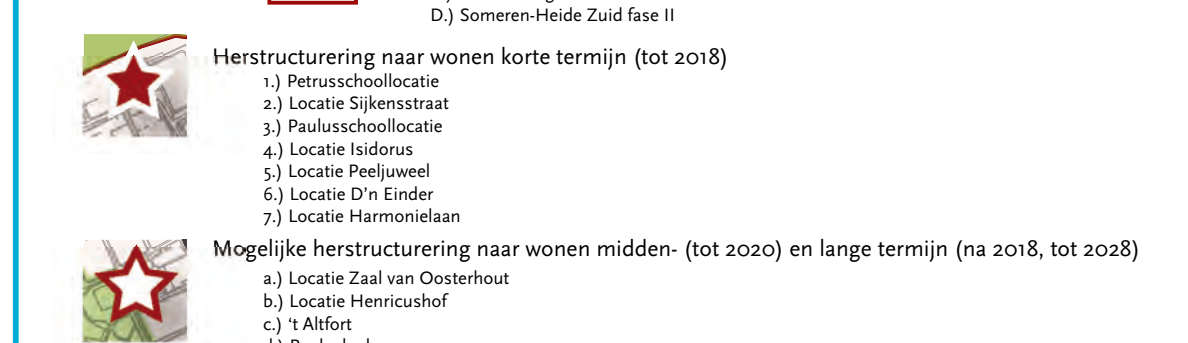 D.) Someren-Heide Zuid fase II
Herstructurering naar wonen korte termijn (tot 2018)
1.) Petrusschoollocatie
2.) Locatie Sijkensstraat
3.) Paulusschoollocatie
4.) Locatie Isidorus
5.) Locatie Peeljuweel
6.) Locatie D’n Einder
7.) Locatie Harmonielaan
Mogelijke herstructurering naar wonen midden- (tot 2020) en lange termijn (na 2018, tot 2028)
a.) Locatie Zaal van Oosterhout
b.) Locatie Henricushof
c.) ‘t Altfort